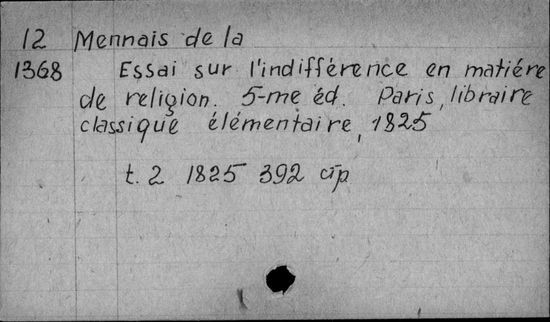 12 Mennais de la
1368 Essai sur l'indifférence en matiére
de religion. 5-me éd. Paris, libraire
classique élémentaire, 1825
t. 2 1825 392 стр